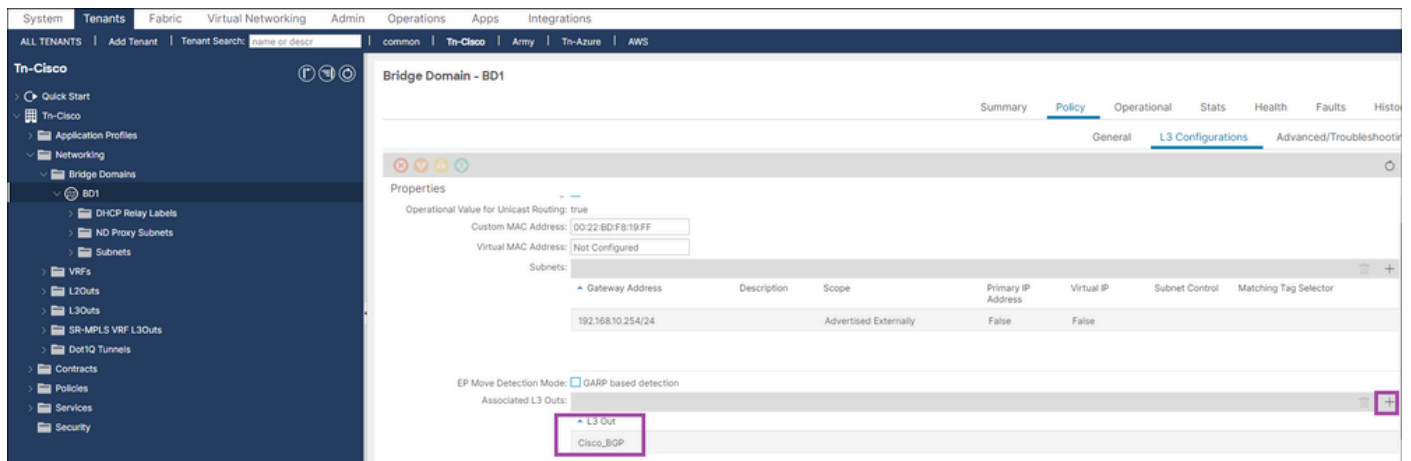 System Tenants Fabric Virtual Networking Admin Operations Apps Integrations
ALL TENANTS | Add Tenant | Tenant Search: name or descr | common | Tn-Cisco | Army | Tn-Azure | AWS
Tn-Cisco
Quick Start
Tn-Cisco
Application Profiles
Networking
Bridge Domains
BD1
DHCP Relay Labels
ND Proxy Subnets
Subnets
VRFs
L2Outs
L3Outs
SR-MPLS VRF L3Outs
Dot1Q Tunnels
Contracts
Policies
Services
Security
Bridge Domain - BD1
Summary Policy Operational Stats Health Faults Histo
General L3 Configurations Advanced/Troubleshootin
Properties
Operational Value for Unicast Routing: true
Custom MAC Address: 00:22:BD:F8:19:FF
Virtual MAC Address: Not Configured
Subnets:
Gateway Address Description Scope Primary IP Address Virtual IP Subnet Control Matching Tag Selector
192.168.10.254/24 Advertised Externally False False
EP Move Detection Mode: GARP based detection
Associated L3 Outs:
L3 Out
Cisco_BGP